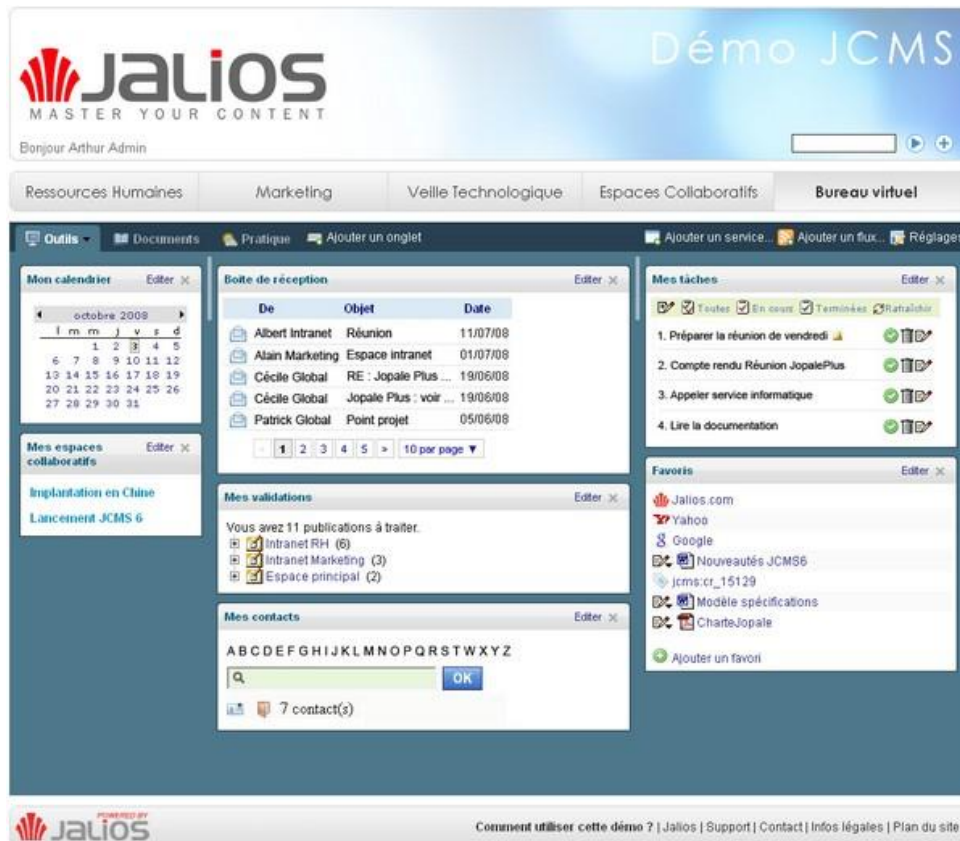 Démo JCMS
JALIOS
MASTER YOUR CONTENT
Bonjour Arthur Admin
Ressources Humaines
Marketing
Veille Technologique
Espaces Collaboratifs
Bureau virtuel
Outils
Documents
Pratique
Ajouter un onglet
Ajouter un service...
Ajouter un flux...
Réglages
Mon calendrier Editer
octobre 2008
l m m j v s d
1 2 3 4 5
6 7 8 9 10 11 12
13 14 15 16 17 18 19
20 21 22 23 24 25 26
27 28 29 30 31
Mes espaces collaboratifs Editer
Implantation en Chine
Lancement JCMS 6
Boîte de réception Editer
De Objet Date
Albert Intranet Réunion 11/07/08
Alain Marketing Espace intranet 01/07/08
Cécile Global RE : Jopale Plus ... 19/06/08
Cécile Global Jopale Plus : voir ... 19/06/08
Patrick Global Point projet 05/06/08
< 1 2 3 4 5 > 10 por page ▼
Mes validations Editer
Vous avez 11 publications à traiter.
Intranet RH (6)
Intranet Marketing (3)
Espace principal (2)
Mes contacts Editer
A B C D E F G H I J K L M N O P Q R S T W X Y Z
OK
7 contact(s)
Mes tâches Editer
Toutes En cours Terminées Rafraîchir
1. Préparer la réunion de vendredi
2. Compte rendu Réunion JopalePlus
3. Appeler service informatique
4. Lire la documentation
Favoris Editer
Jalios.com
Yahoo
Google
Nouveautés JCMS6
jcms:cr_15129
Modèle spécifications
CharteJopale
Ajouter un favori
POWERED BY
JALIOS
Comment utiliser cette démo ? | Jalios | Support | Contact | Infos légales | Plan du site